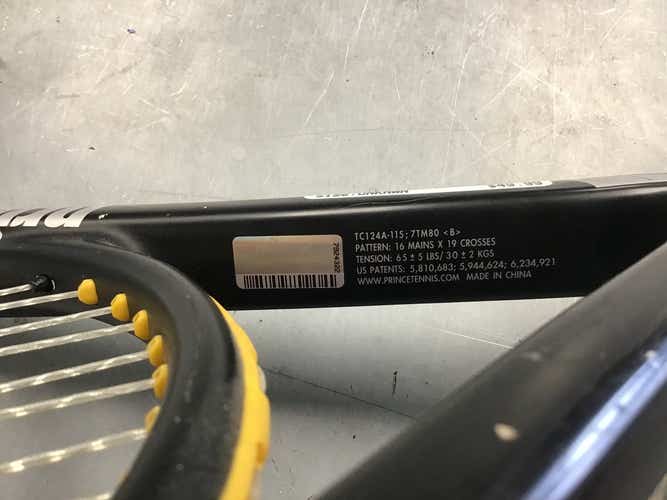 TC124A-115; 7TM80 <B>
PATTERN: 16 MAINS X 19 CROSSES
TENSION: 65 ± 5 LBS/ 30 ± 2 KGS
US PATENTS: 5,810,683; 5,944,624; 6,234,921
WWW.PRINCETENNIS.COM MADE IN CHINA